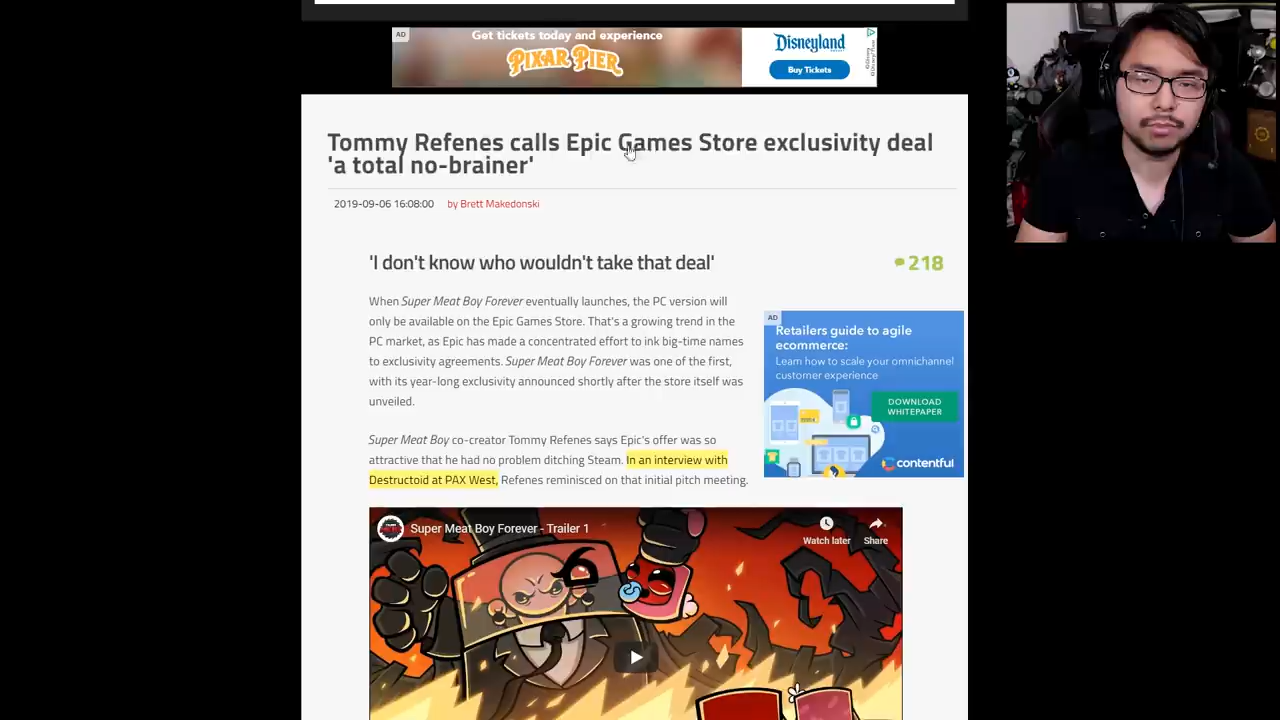 AD
Get tickets today and experience
PIXAR PIER
Disneyland
Buy Tickets
Tommy Refenes calls Epic Games Store exclusivity deal
'a total no-brainer'
2019-09-06 16:08:00 by Brett Makedonski
'I don't know who wouldn't take that deal'
218
When Super Meat Boy Forever eventually launches, the PC version will
only be available on the Epic Games Store. That's a growing trend in the
PC market, as Epic has made a concentrated effort to ink big-time names
to exclusivity agreements. Super Meat Boy Forever was one of the first,
with its year-long exclusivity announced shortly after the store itself was
unveiled.
AD
Retailers guide to agile
ecommerce:
Learn how to scale your omnichannel
customer experience
DOWNLOAD
WHITEPAPER
contentful
Super Meat Boy co-creator Tommy Refenes says Epic's offer was so
attractive that he had no problem ditching Steam. In an interview with
Destructoid at PAX West, Refenes reminisced on that initial pitch meeting.
Super Meat Boy Forever - Trailer 1
Watch later
Share